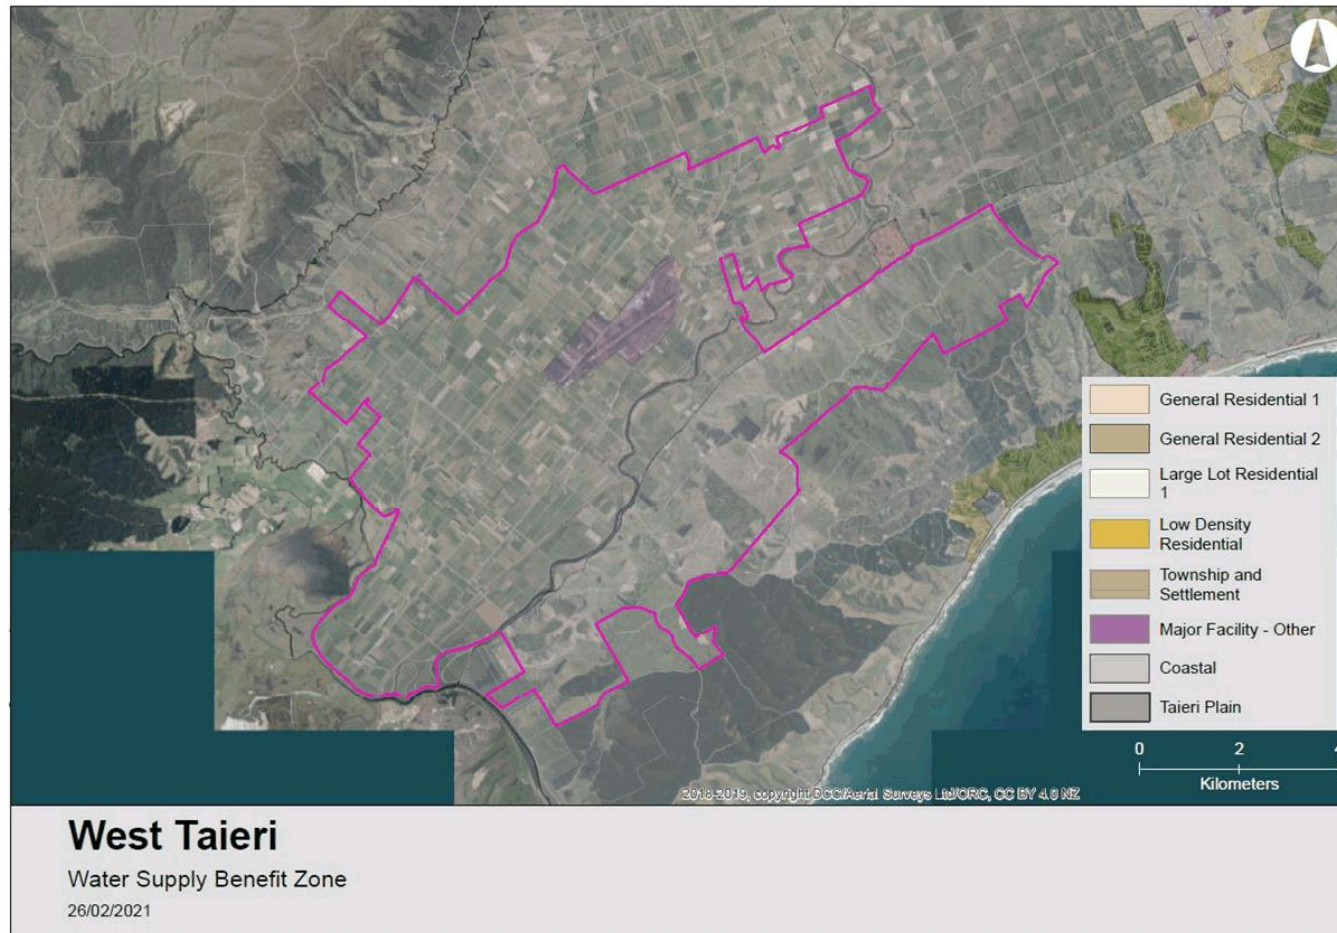 General Residential 1
General Residential 2
Large Lot Residential
1
Low Density
Residential
Township and
Settlement
Major Facility - Other
Coastal
Taieri Plain
0 2 4
Kilometers
2018-2019, copyright DCC/Aerial Surveys Ltd/ORC, CC BY 4.0 NZ
West Taieri
Water Supply Benefit Zone
26/02/2021